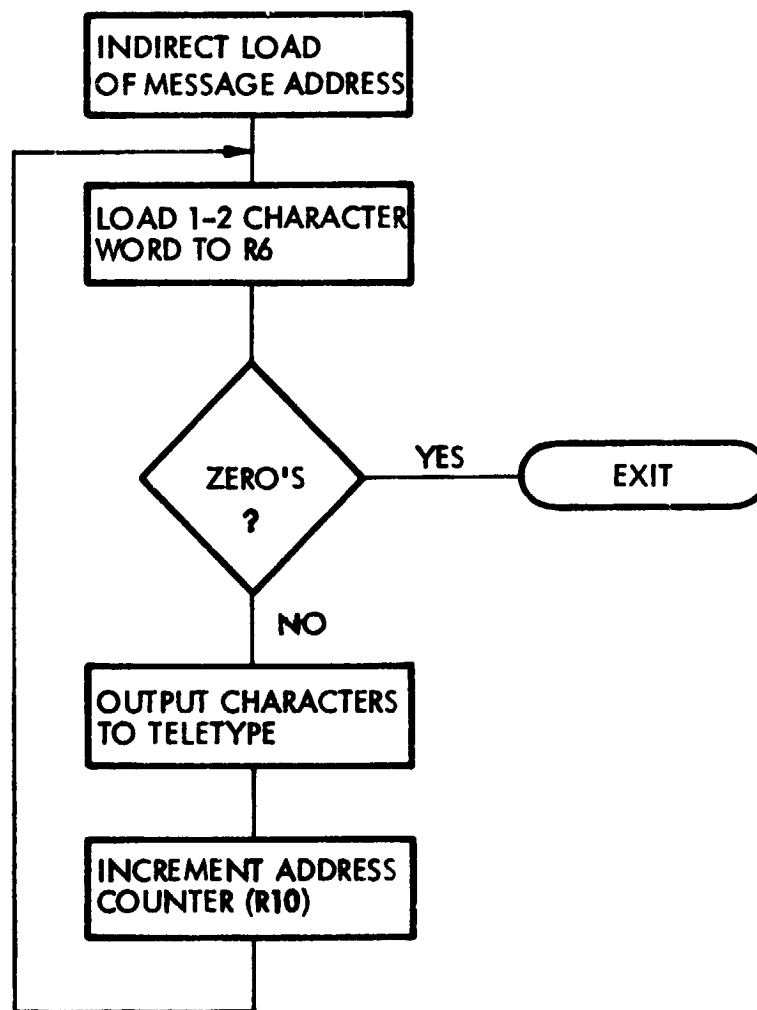 INDIRECT LOAD
OF MESSAGE ADDRESS
LOAD 1-2 CHARACTER
WORD TO R6
ZERO'S
?
YES
EXIT
NO
OUTPUT CHARACTERS
TO TELETYPE
INCREMENT ADDRESS
COUNTER (R10)